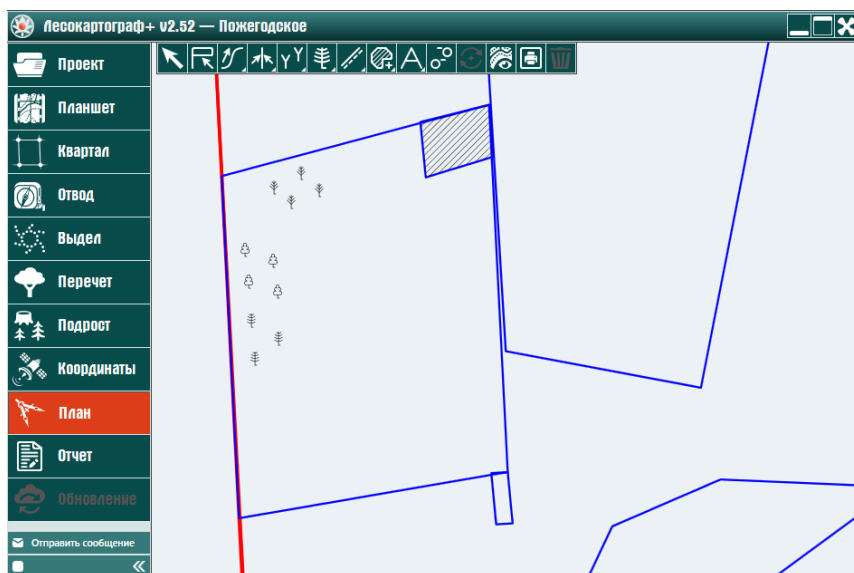 Лесокартограф+ v2.52 — Пожегодское
Проект
Планшет
Квартал
Отвод
Выдел
Перечет
Подрост
Координаты
План
Отчет
Обновление
Отправить сообщение